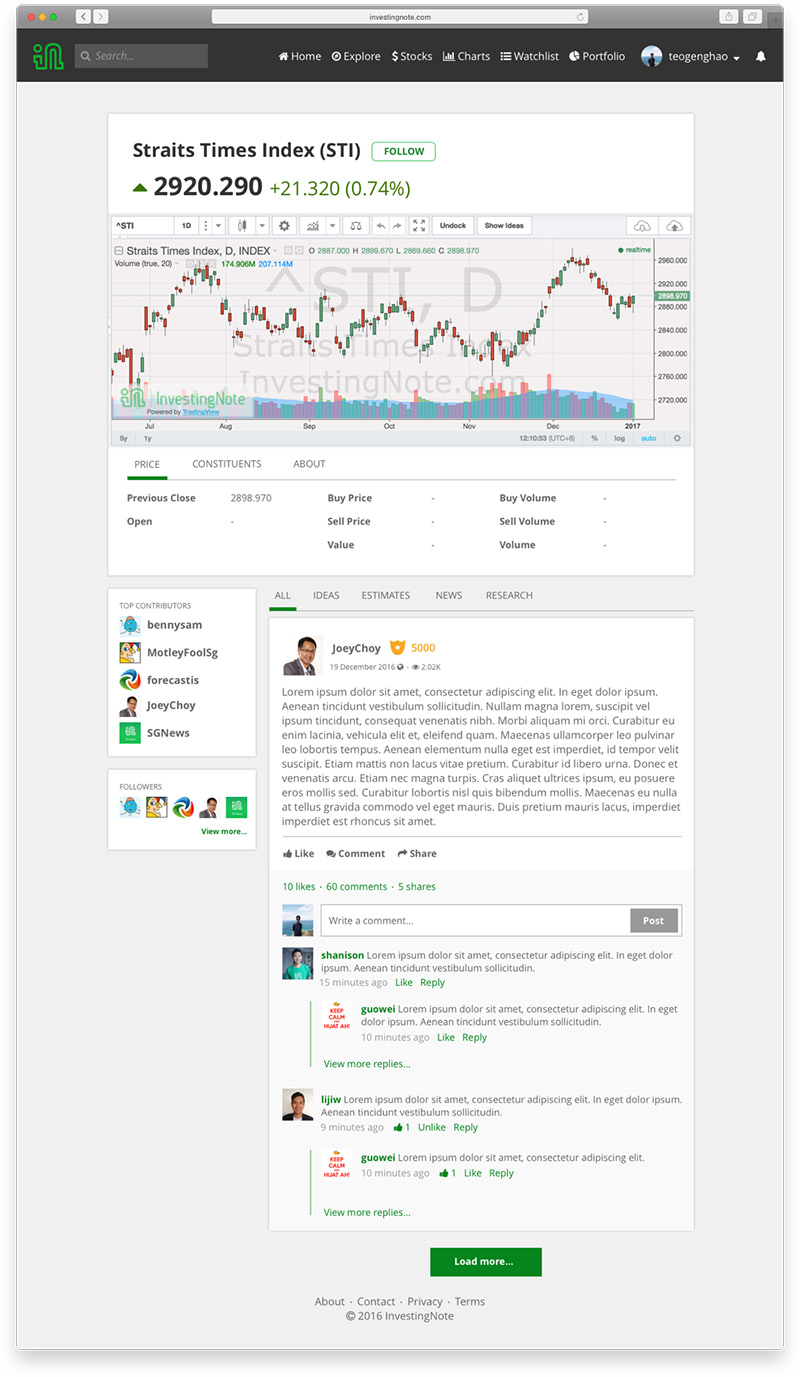 investingnote.com
Search...
Home Explore $ Stocks Charts Watchlist Portfolio teogenghao
Straits Times Index (STI) FOLLOW
2920.290 +21.320 (0.74%)
^STI 1D Undock Show Ideas
Straits Times Index, D, INDEX O 2887.000 H 2899.670 L 2869.660 C 2898.970 realtime
Volume (true, 20) 174.906M 207.114M
^STI, D
Straits Times Index
InvestingNote.com
2960.000
2920.000
2898.970
2880.000
2840.000
2800.000
2760.000
2720.000
InvestingNote
Powered by TradingView
Jul Aug Sep Oct Nov Dec 2017
5y 1y 12:10:53 (UTC+8) % log auto
PRICE CONSTITUENTS ABOUT
Previous Close 2898.970 Buy Price - Buy Volume -
Open - Sell Price - Sell Volume -
Value - Volume -
TOP CONTRIBUTORS
bennysam
MotleyFoolSg
forecastis
JoeyChoy
SGNews
FOLLOWERS
View more...
ALL IDEAS ESTIMATES NEWS RESEARCH
JoeyChoy 5000
19 December 2016 · 2.02K
Lorem ipsum dolor sit amet, consectetur adipiscing elit. In eget dolor ipsum.
Aenean tincidunt vestibulum sollicitudin. Nullam magna lorem, suscipit vel
ipsum tincidunt, consequat venenatis nibh. Morbi aliquam mi orci. Curabitur eu
enim lacinia, vehicula elit et, eleifend quam. Maecenas ullamcorper leo pulvinar
leo lobortis tempus. Aenean elementum nulla eget est imperdiet, id tempor velit
suscipit. Etiam mattis non lacus vitae pretium. Curabitur id libero urna. Donec et
venenatis arcu. Etiam nec magna turpis. Cras aliquet ultrices ipsum, eu posuere
eros mollis sed. Curabitur lobortis nisl quis bibendum mollis. Maecenas eu nulla
at tellus gravida commodo vel eget mauris. Duis pretium mauris lacus, imperdiet
imperdiet est rhoncus sit amet.
Like Comment Share
10 likes · 60 comments · 5 shares
Write a comment... Post
shanison Lorem ipsum dolor sit amet, consectetur adipiscing elit. In eget dolor
ipsum. Aenean tincidunt vestibulum sollicitudin.
15 minutes ago Like Reply
KEEP
CALM
AND
HUAT AH!
guowei Lorem ipsum dolor sit amet, consectetur adipiscing elit. In eget
dolor ipsum. Aenean tincidunt vestibulum sollicitudin.
10 minutes ago Like Reply
View more replies...
lijiw Lorem ipsum dolor sit amet, consectetur adipiscing elit. In eget dolor ipsum.
Aenean tincidunt vestibulum sollicitudin.
9 minutes ago 1 Unlike Reply
KEEP
CALM
AND
HUAT AH!
guowei Lorem ipsum dolor sit amet, consectetur adipiscing elit.
10 minutes ago 1 Like Reply
View more replies...
Load more...
About · Contact · Privacy · Terms
© 2016 InvestingNote